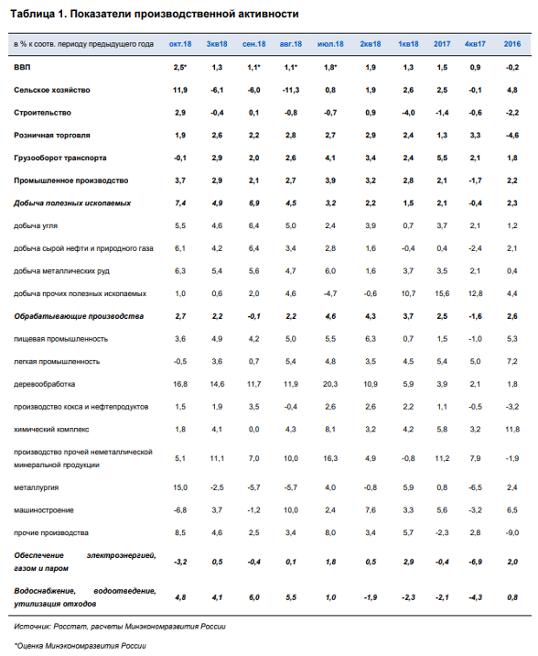 Таблица 1. Показатели производственной активности
в % к соотв. периоду предыдущего года окт.18 3кв18 сен.18 авг.18 июл.18 2кв18 1кв18 2017 4кв17 2016
ВВП 2,5* 1,3 1,1* 1,1* 1,8* 1,9 1,3 1,5 0,9 -0,2
Сельское хозяйство 11,9 -6,1 -6,0 -11,3 0,8 1,9 2,6 2,5 -0,1 4,8
Строительство 2,9 -0,4 0,1 -0,8 -0,7 0,9 -4,0 -1,4 -0,6 -2,2
Розничная торговля 1,9 2,6 2,2 2,8 2,7 2,9 2,4 1,3 3,3 -4,6
Грузооборот транспорта -0,1 2,9 2,0 2,6 4,1 3,4 2,4 5,5 2,1 1,8
Промышленное производство 3,7 2,9 2,1 2,7 3,9 3,2 2,8 2,1 -1,7 2,2
Добыча полезных ископаемых 7,4 4,9 6,9 4,5 3,2 2,2 1,5 2,1 -0,4 2,3
добыча угля 5,5 4,6 6,4 5,0 2,4 3,9 0,7 3,7 2,1 1,2
добыча сырой нефти и природного газа 6,1 4,2 6,4 3,4 2,8 1,6 -0,4 0,4 -2,4 2,1
добыча металлических руд 6,3 5,4 5,6 4,7 6,0 1,6 3,7 3,5 2,1 0,4
добыча прочих полезных ископаемых 1,0 0,6 2,0 4,6 -4,7 -0,6 10,7 15,6 12,8 4,4
Обрабатывающие производства 2,7 2,2 -0,1 2,2 4,6 4,3 3,7 2,5 -1,6 2,6
пищевая промышленность 3,6 4,9 4,2 5,0 5,5 6,3 0,7 1,5 -1,0 5,3
легкая промышленность -0,5 3,6 0,7 5,4 4,8 3,5 4,5 5,4 5,0 7,2
деревообработка 16,8 14,6 11,7 11,9 20,3 10,9 5,9 3,9 2,1 1,8
производство кокса и нефтепродуктов 1,5 1,9 3,5 -0,4 2,6 2,6 2,2 1,1 -0,5 -3,2
химический комплекс 1,8 4,1 0,0 4,3 8,1 3,2 4,2 5,8 3,2 11,8
производство прочей неметаллической
минеральной продукции 5,1 11,1 7,0 10,0 16,3 4,9 -0,8 11,2 7,9 -1,9
металлургия 15,0 -2,5 -5,7 -5,7 4,0 -0,8 5,9 0,8 -6,5 2,4
машиностроение -6,8 3,7 -1,2 10,0 2,4 7,6 3,3 5,6 -3,2 6,5
прочие производства 8,5 4,6 2,5 3,4 8,0 3,4 5,7 -2,3 2,8 -9,0
Обеспечение электроэнергией,
газом и паром -3,2 0,5 -0,4 0,1 1,8 0,5 2,9 -0,4 -6,9 2,0
Водоснабжение, водоотведение,
утилизация отходов 4,8 4,1 6,0 5,5 1,0 -1,9 -2,3 -2,1 -4,3 0,8
Источник: Росстат, расчеты Минэкономразвития России
*Оценка Минэкономразвития России